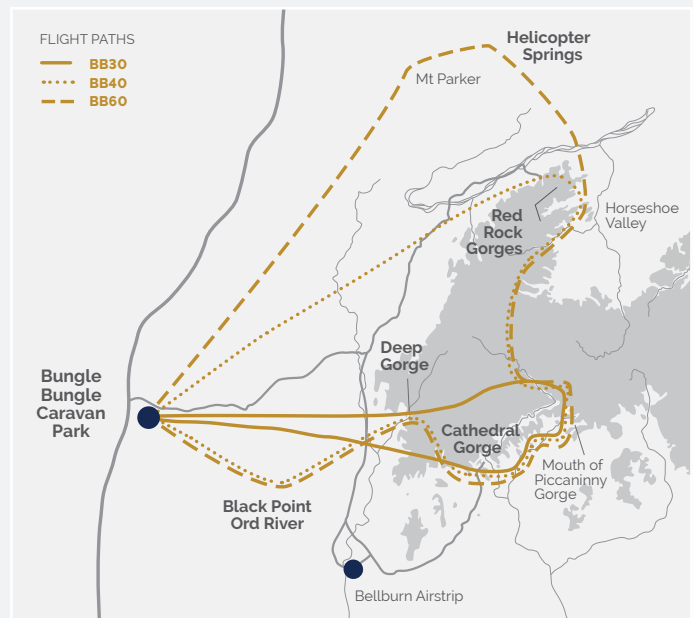 FLIGHT PATHS
BB30
BB40
BB60
Helicopter
Springs
Mt Parker
Red
Rock
Gorges
Horseshoe
Valley
Deep
Gorge
Bungle
Bungle
Caravan
Park
Cathedral
Gorge
Mouth of
Piccaninny
Gorge
Black Point
Ord River
Bellburn Airstrip